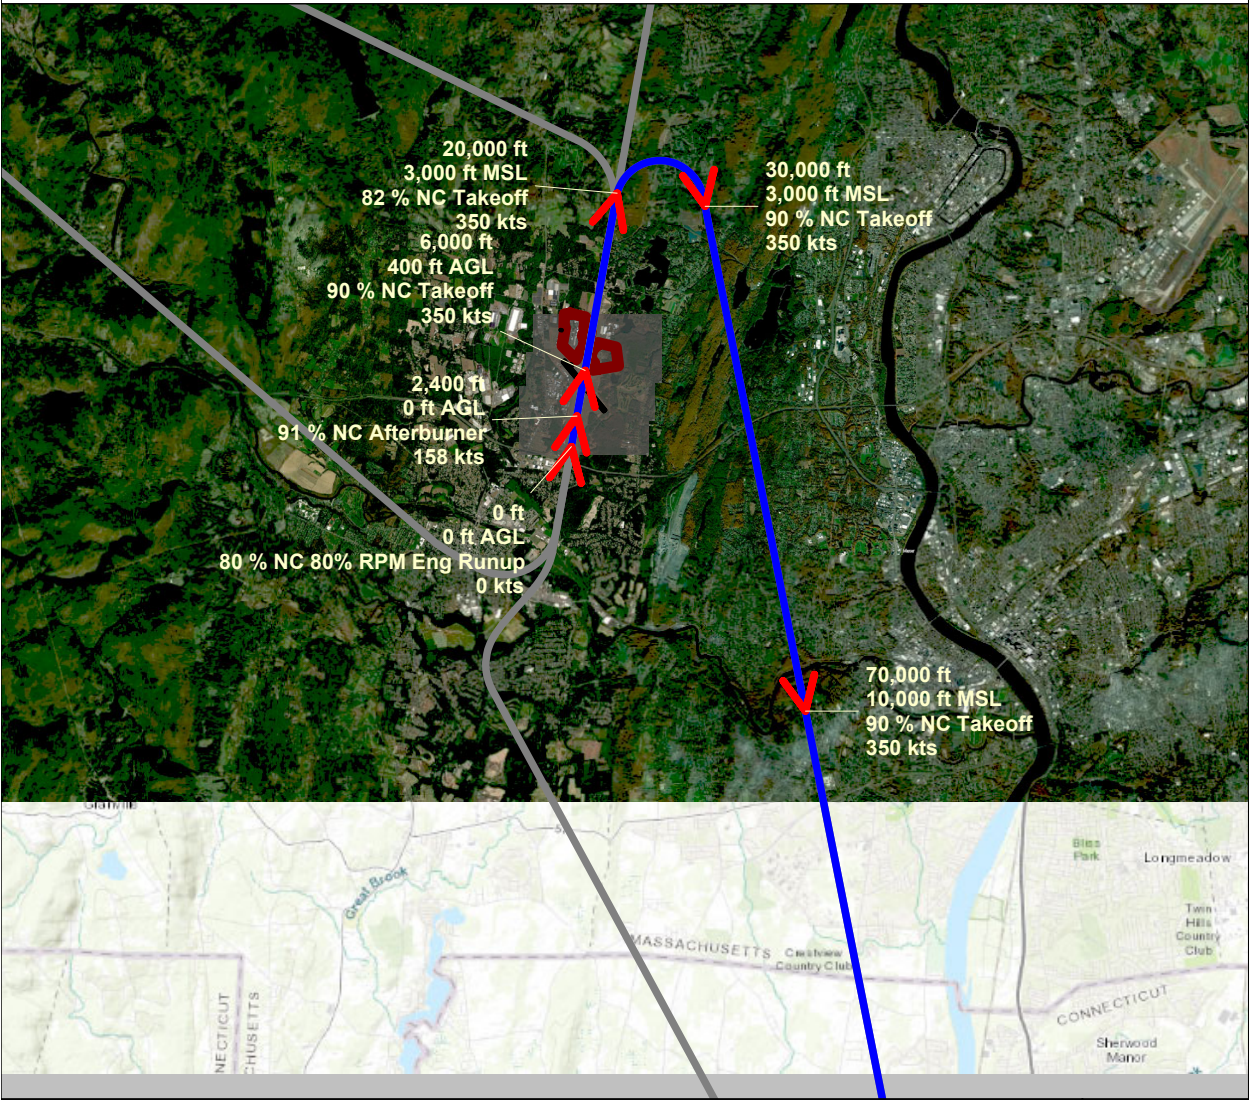 20,000 ft
3,000 ft MSL
82 % NC Takeoff
350 kts
30,000 ft
3,000 ft MSL
90 % NC Takeoff
350 kts
6,000 ft
400 ft AGL
90 % NC Takeoff
350 kts
2,400 ft
0 ft AGL
91 % NC Afterburner
158 kts
0 ft
0 ft AGL
80 % NC 80% RPM Eng Runup
0 kts
70,000 ft
10,000 ft MSL
90 % NC Takeoff
350 kts
Granville
Bliss
Park
Longmeadow
Great Brook
Twin
Hills
Country
Club
MASSACHUSETTS
Crestview
Country Club
CONNECTICUT
NECTICUT
CHUSETTS
Sherwood
Manor